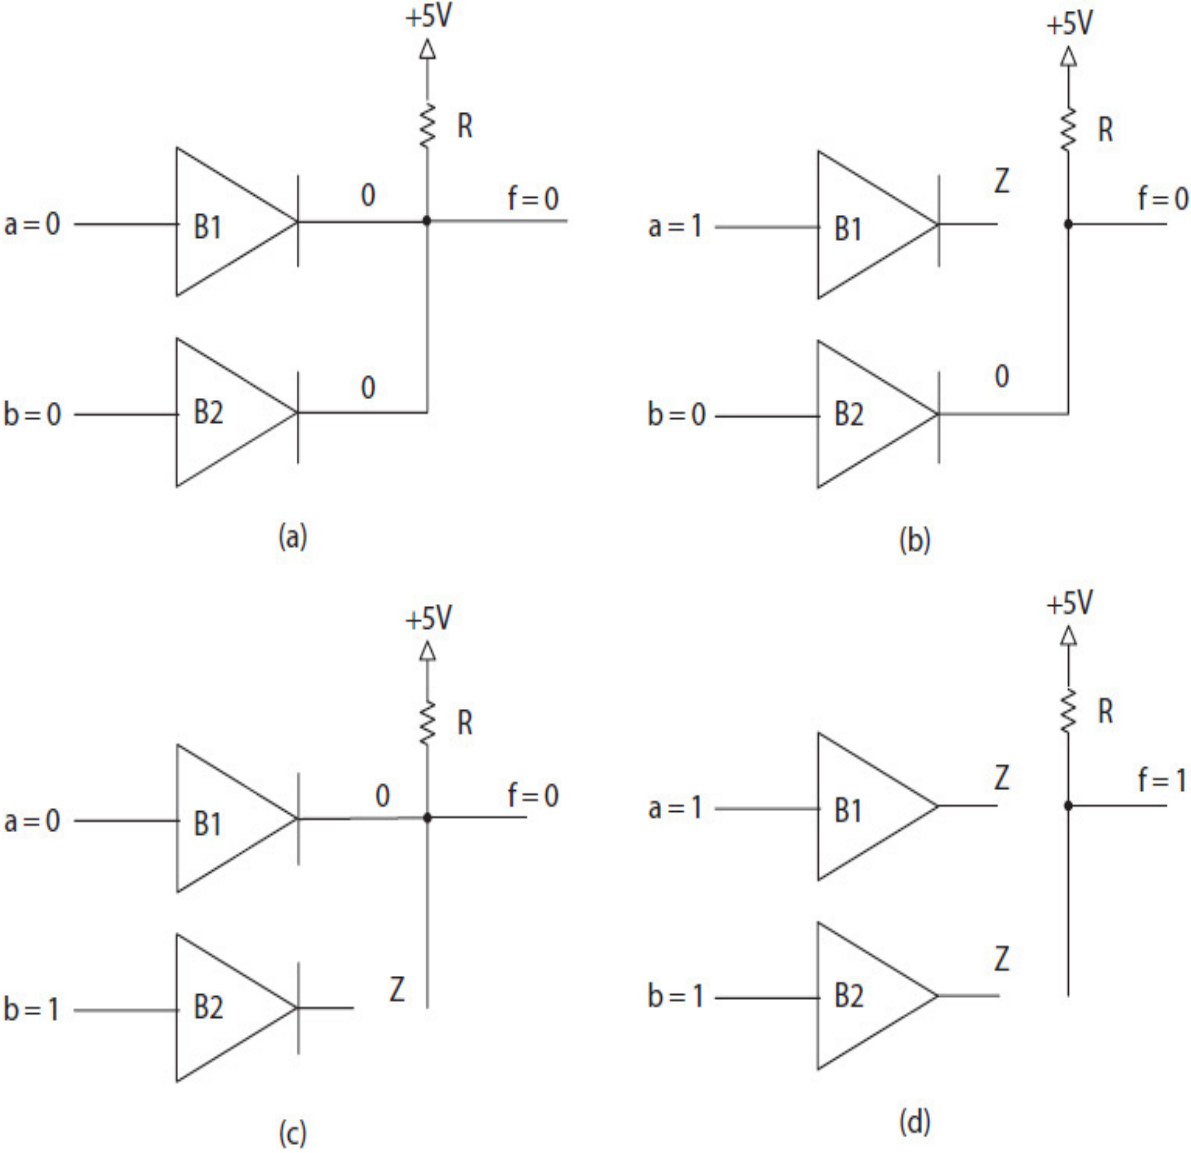 +5V
R
a=0
B1
0
f=0
b=0
B2
0
(a)
+5V
R
a=1
B1
Z
f=0
b=0
B2
0
(b)
+5V
R
a=0
B1
0
f=0
b=1
B2
Z
(c)
+5V
R
a=1
B1
Z
f=1
b=1
B2
Z
(d)